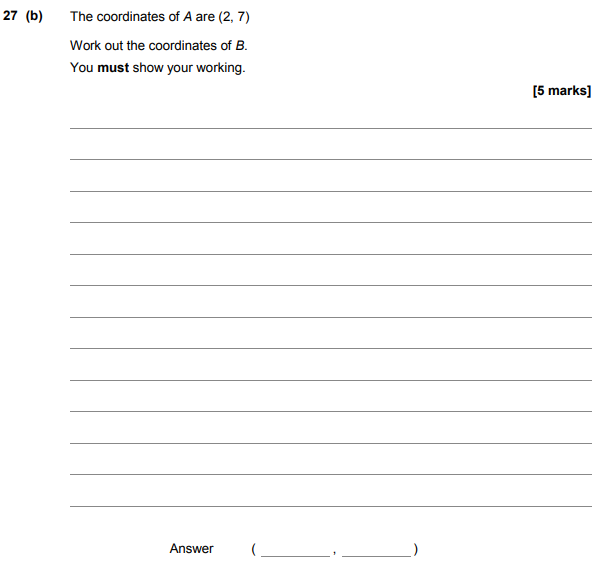 27 (b) The coordinates of A are (2, 7)
Work out the coordinates of B.
You must show your working.
[5 marks]
Answer ( , )